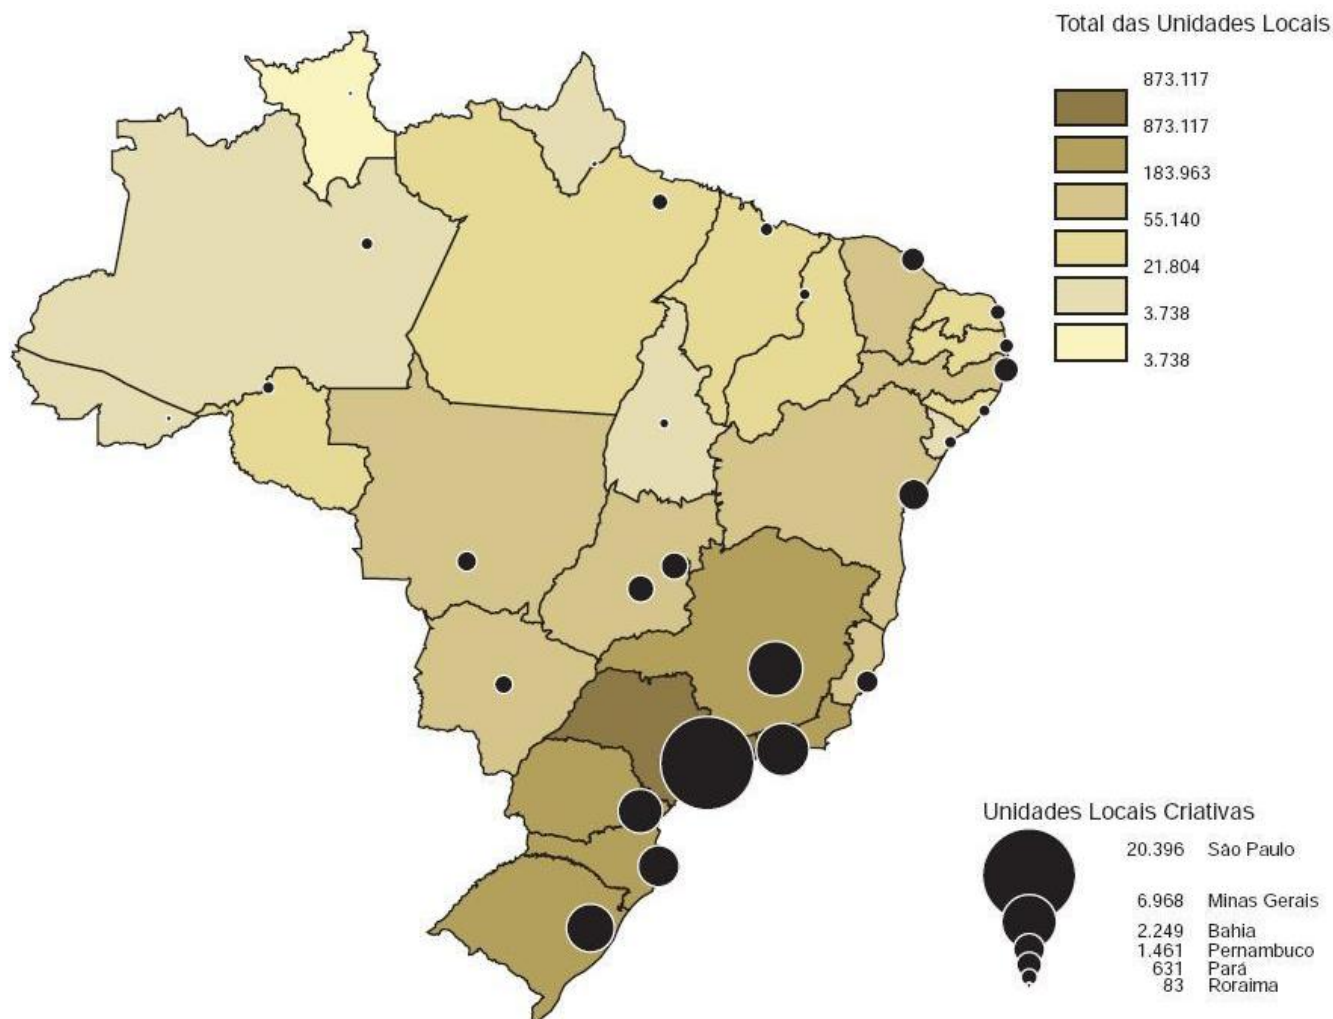 Total das Unidades Locais
873.117
873.117
183.963
55.140
21.804
3.738
3.738
Unidades Locais Criativas
20.396 São Paulo
6.968 Minas Gerais
2.249 Bahia
1.461 Pernambuco
631 Pará
83 Roraima